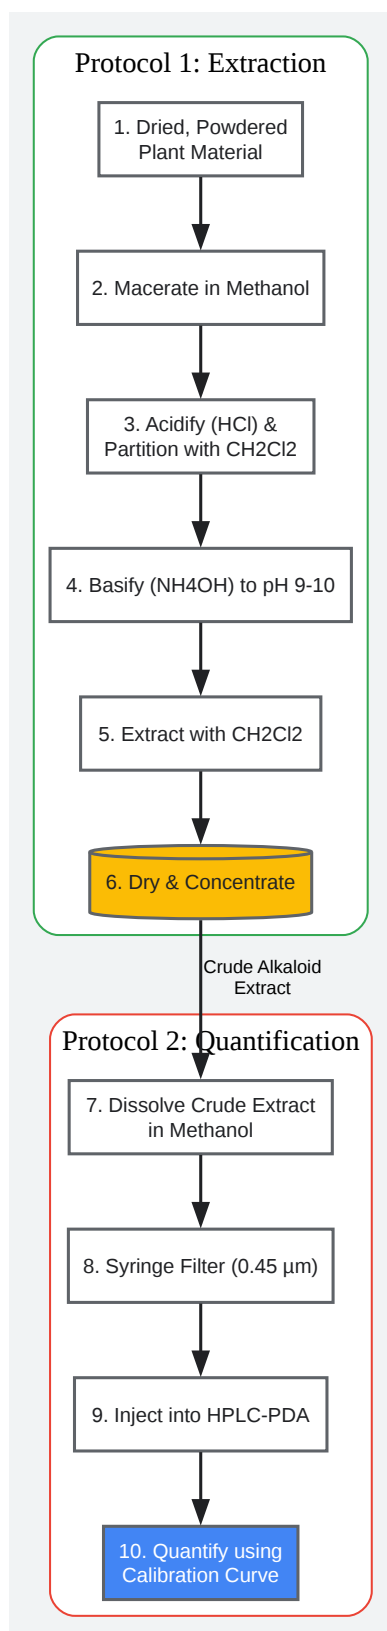 Protocol 1: Extraction
1. Dried, Powdered
Plant Material
2. Macerate in Methanol
3. Acidify (HCl) &
Partition with CH2Cl2
4. Basify (NH4OH) to pH 9-10
5. Extract with CH2Cl2
6. Dry & Concentrate
Crude Alkaloid
Extract
Protocol 2: Quantification
7. Dissolve Crude Extract
in Methanol
8. Syringe Filter (0.45 µm)
9. Inject into HPLC-PDA
10. Quantify using
Calibration Curve